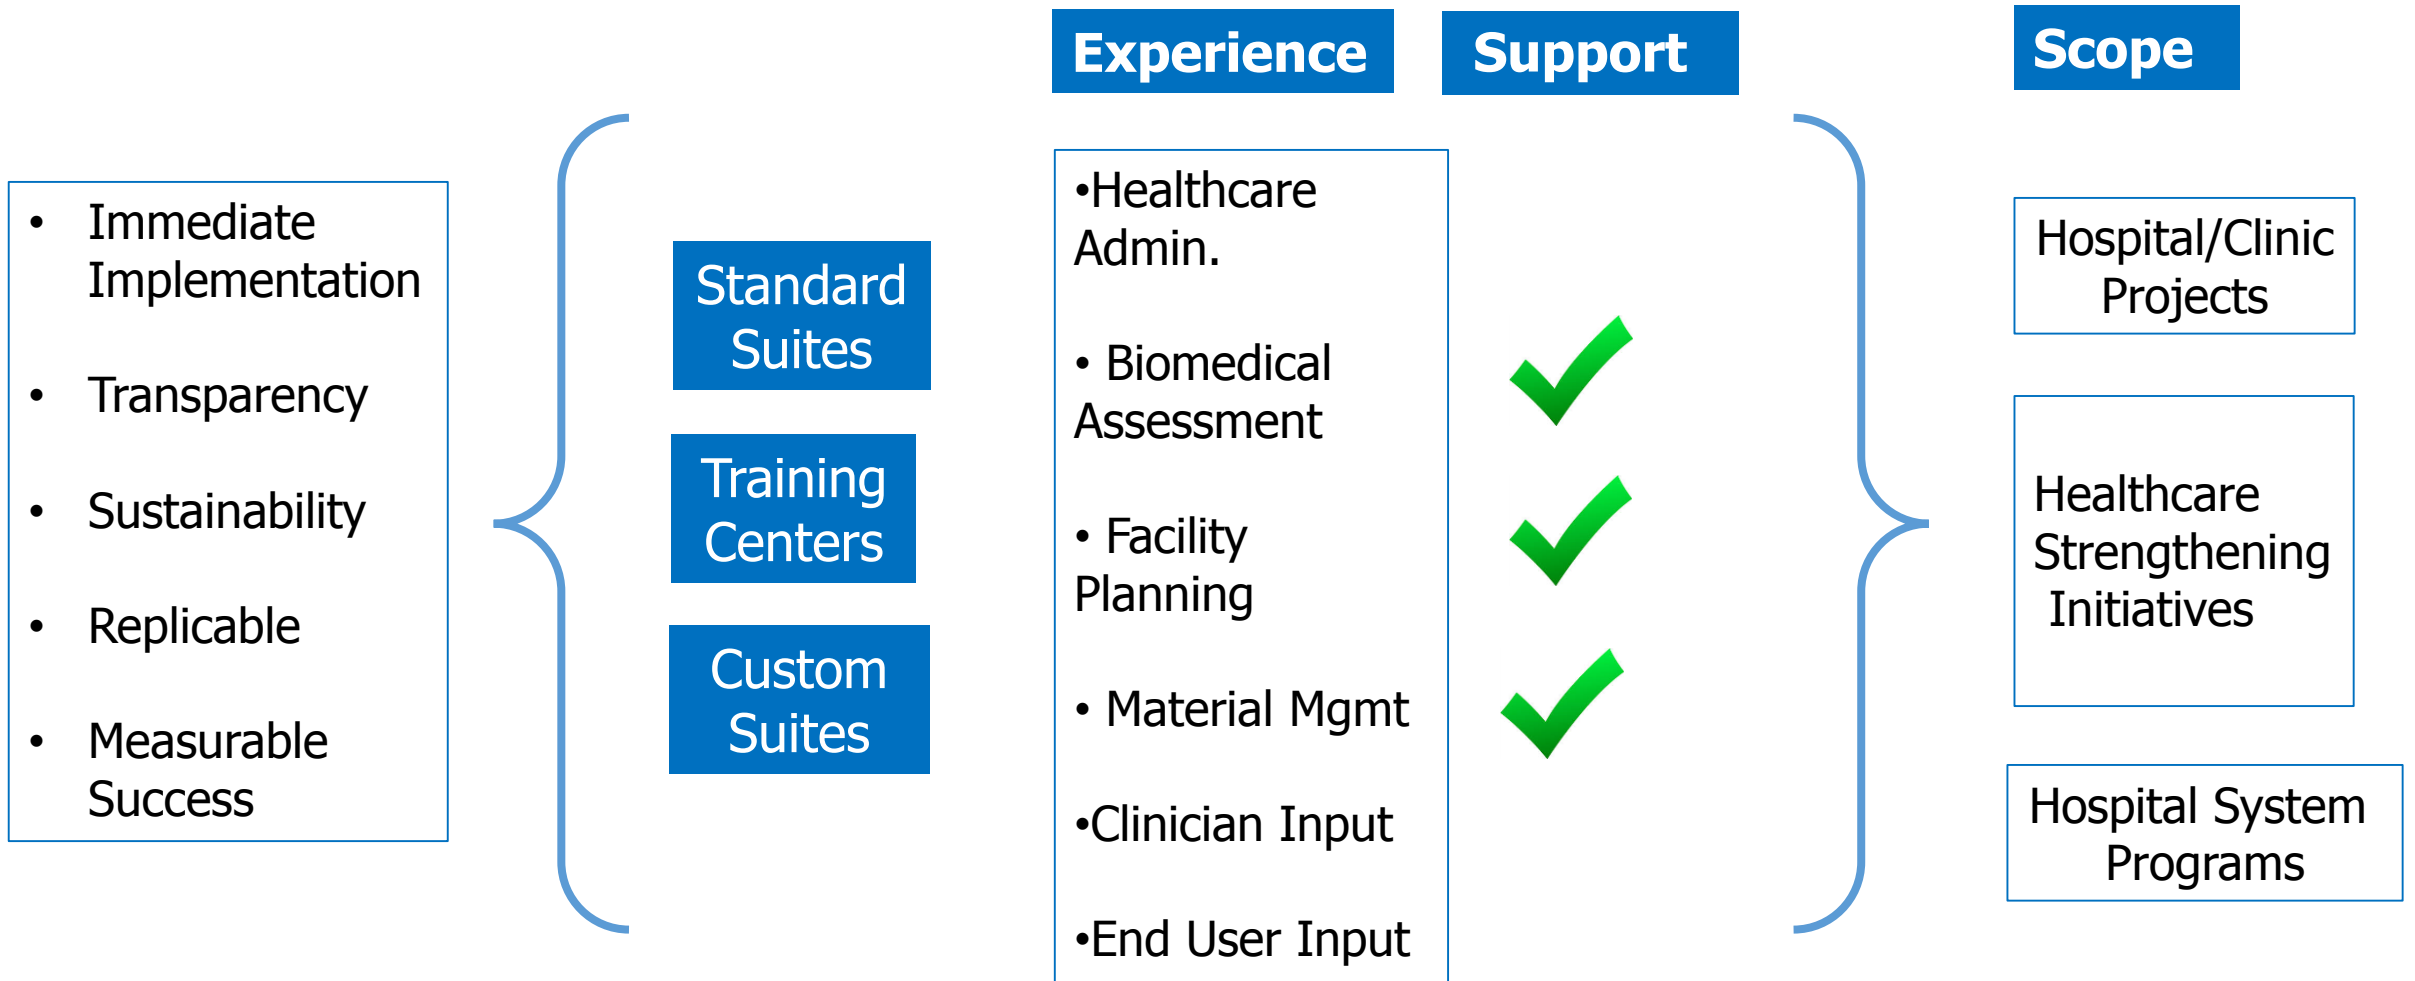 Experience
Support
Scope
• Immediate
Implementation
• Transparency
• Sustainability
• Replicable
• Measurable
Success
Standard
Suites
Training
Centers
Custom
Suites
•Healthcare
Admin.
• Biomedical
Assessment
• Facility
Planning
• Material Mgmt
•Clinician Input
•End User Input
Hospital/Clinic
Projects
Healthcare
Strengthening
Initiatives
Hospital System
Programs